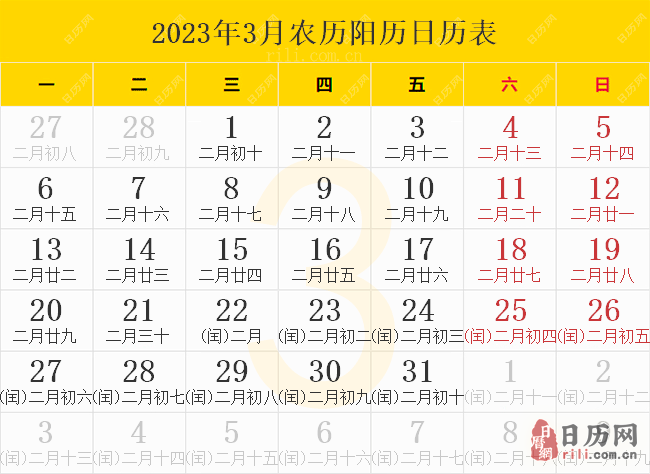 2023年3月农历阳历日历表
一 二 三 四 五 六 日
27 28 1 2 3 4 5
二月初八 二月初九 二月初十 二月十一 二月十二 二月十三 二月十四
6 7 8 9 10 11 12
二月十五 二月十六 二月十七 二月十八 二月十九 二月二十 二月廿一
13 14 15 16 17 18 19
二月廿二 二月廿三 二月廿四 二月廿五 二月廿六 二月廿七 二月廿八
20 21 22 23 24 25 26
二月廿九 二月三十 (闰)二月 (闰)二月初二 (闰)二月初三 (闰)二月初四 (闰)二月初五
27 28 29 30 31 1 2
(闰)二月初六 (闰)二月初七 (闰)二月初八 (闰)二月初九 (闰)二月初十 (闰)二月十一 (闰)二月十二
3 4 5 6 7 8 9
(闰)二月十三 (闰)二月十四 (闰)二月十五 (闰)二月十六 (闰)二月十七
3
日历网
rili.com.cn
日曆網